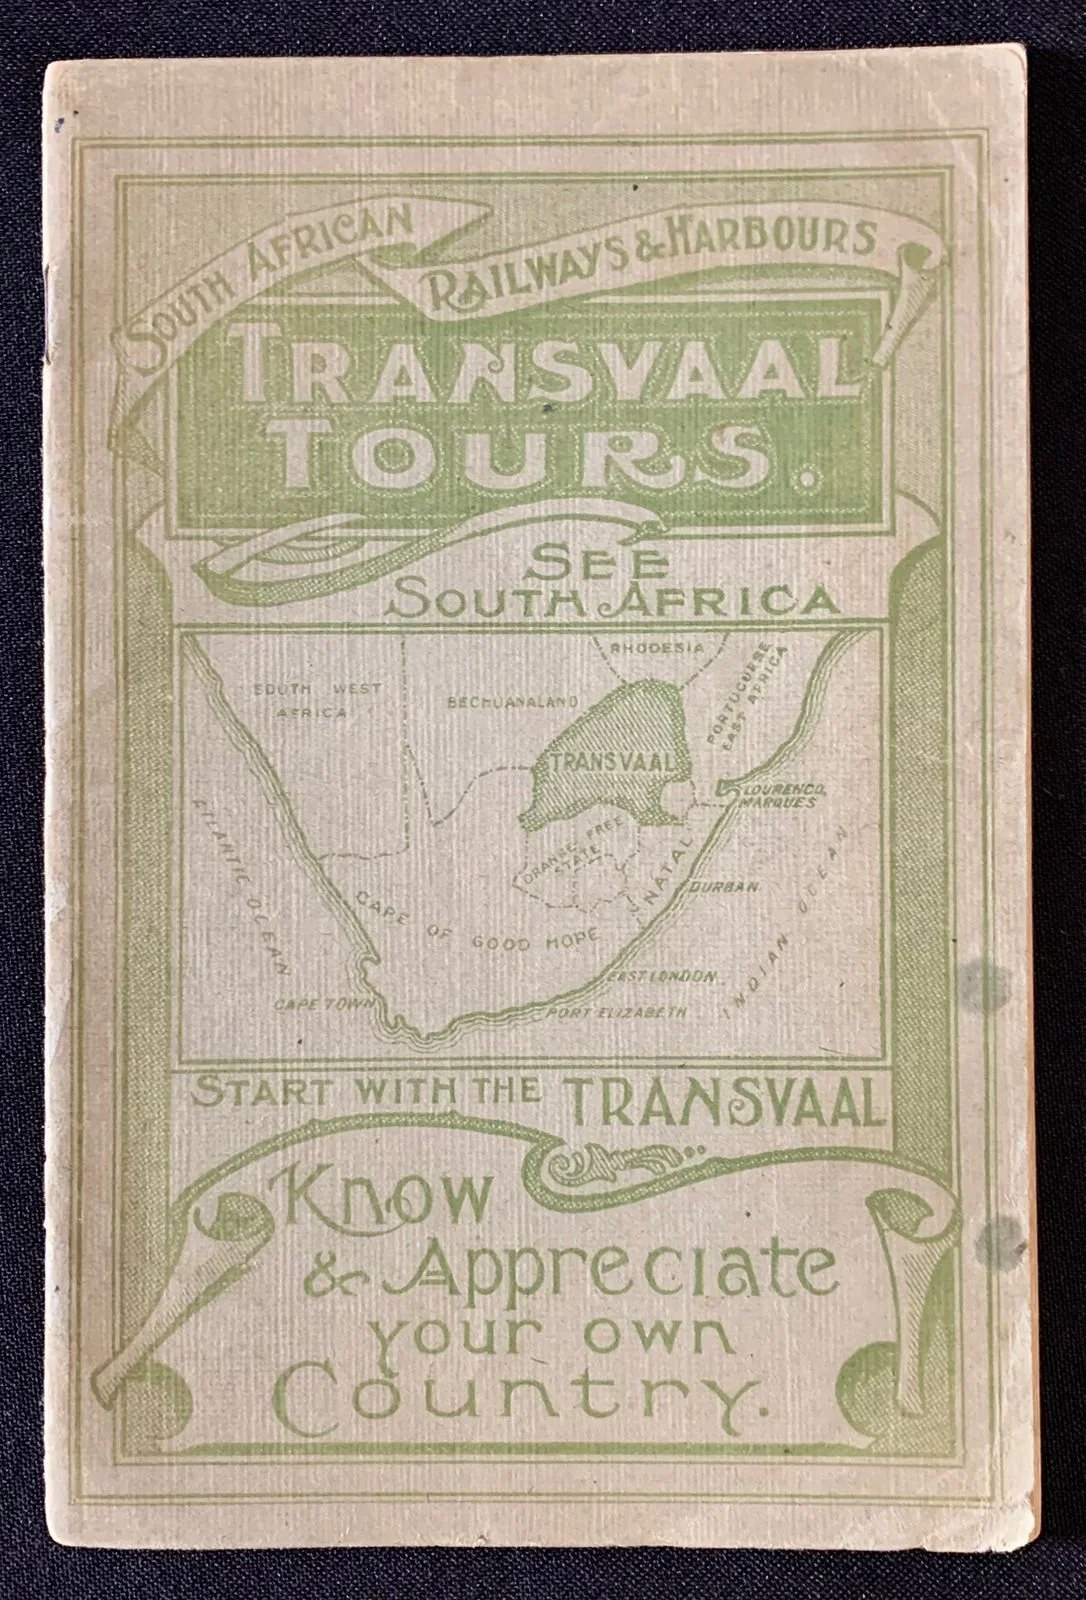 SOUTH AFRICAN
RAILWAYS & HARBOURS
TRANSVAAL
TOURS.
SEE
SOUTH AFRICA
RHODESIA
SOUTH WEST
AFRICA
BECHUANALAND
PORTUGUESE
EAST AFRICA
TRANSVAAL
LOURENCO
MARQUES
ORANGE FREE
STATE
NATAL
ATLANTIC OCEAN
DURBAN
INDIAN OCEAN
CAPE OF GOOD HOPE
EAST LONDON
CAPE TOWN
PORT ELIZABETH
START WITH THE TRANSVAAL
Know
& Appreciate
your own
Country.